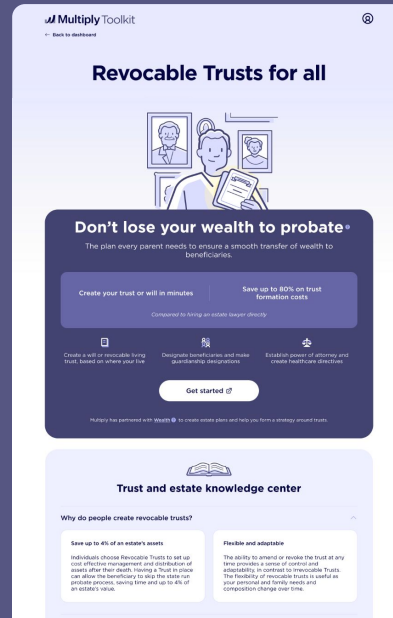 Multiply Toolkit
← Back to dashboard
Revocable Trusts for all
Don't lose your wealth to probate
The plan every parent needs to ensure a smooth transfer of wealth to
beneficiaries.
Create your trust or will in minutes
Save up to 80% on trust
formation costs
Compared to hiring an estate lawyer directly
Create a will or revocable living
trust, based on where your live
Designate beneficiaries and make
guardianship designations
Establish power of attorney and
create healthcare directives
Get started
Multiply has partnered with Wealth to create estate plans and help you form a strategy around trusts.
Trust and estate knowledge center
Why do people create revocable trusts?
Save up to 4% of an estate's assets
Individuals choose Revocable Trusts to set up
cost effective management and distribution of
assets after their death. Having a Trust in place
can allow the beneficiary to skip the state run
probate process, saving time and up to 4% of
an estate's value.
Flexible and adaptable
The ability to amend or revoke the trust at any
time provides a sense of control and
adaptability, in contrast to Irrevocable Trusts.
The flexibility of revocable trusts is useful as
your personal and family needs and
composition change over time.